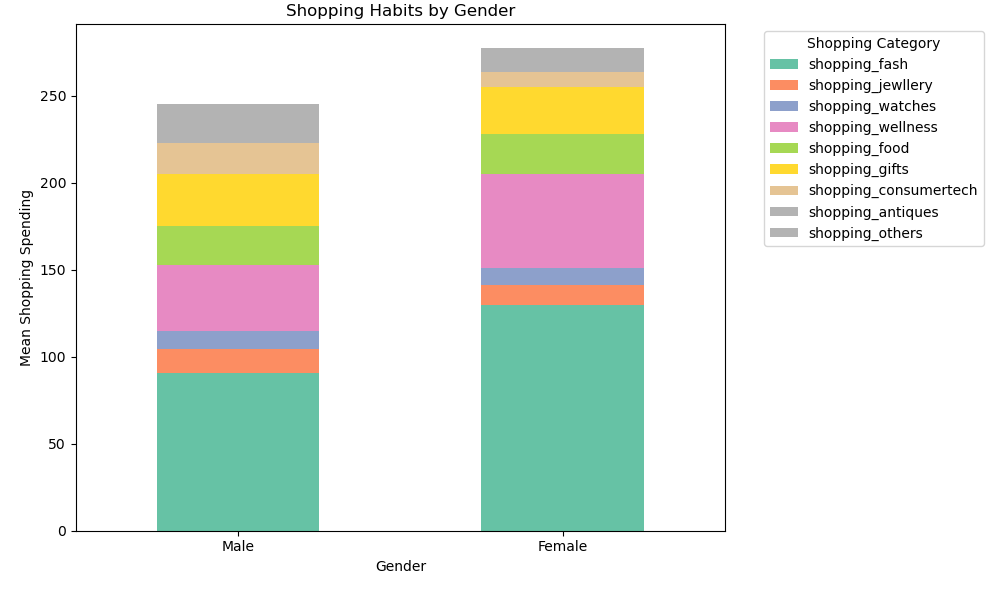 Shopping Habits by Gender
Mean Shopping Spending
250
200
150
100
50
0
Male Female
Gender
Shopping Category
shopping_fash
shopping_jewllery
shopping_watches
shopping_wellness
shopping_food
shopping_gifts
shopping_consumertech
shopping_antiques
shopping_others